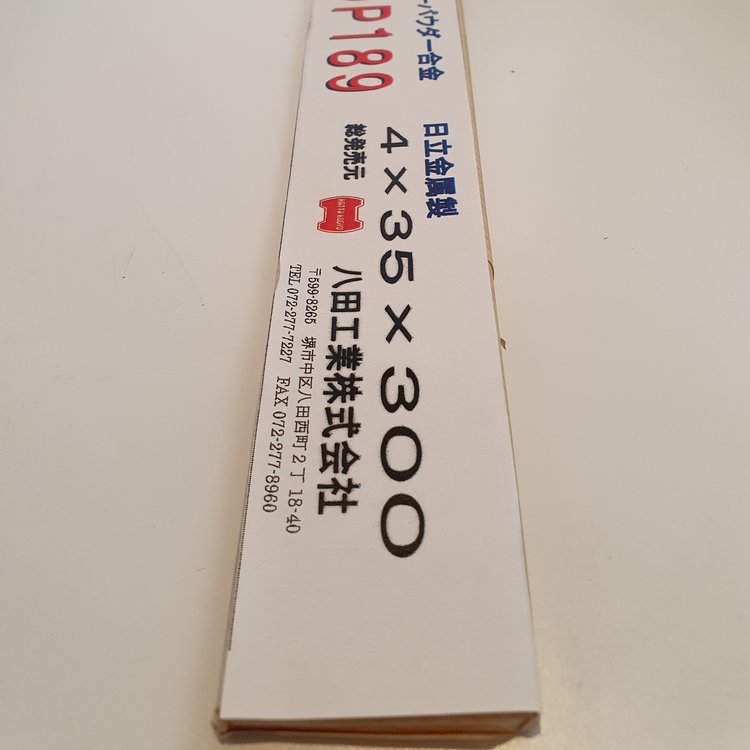 ーパウダー合金
P189
日立金属製
4×35×300
総発売元
HATTA KOGYO
八田工業株式会社
〒599-8265 堺市中区八田西町2丁18-40
TEL 072-277-7227 FAX 072-277-8960